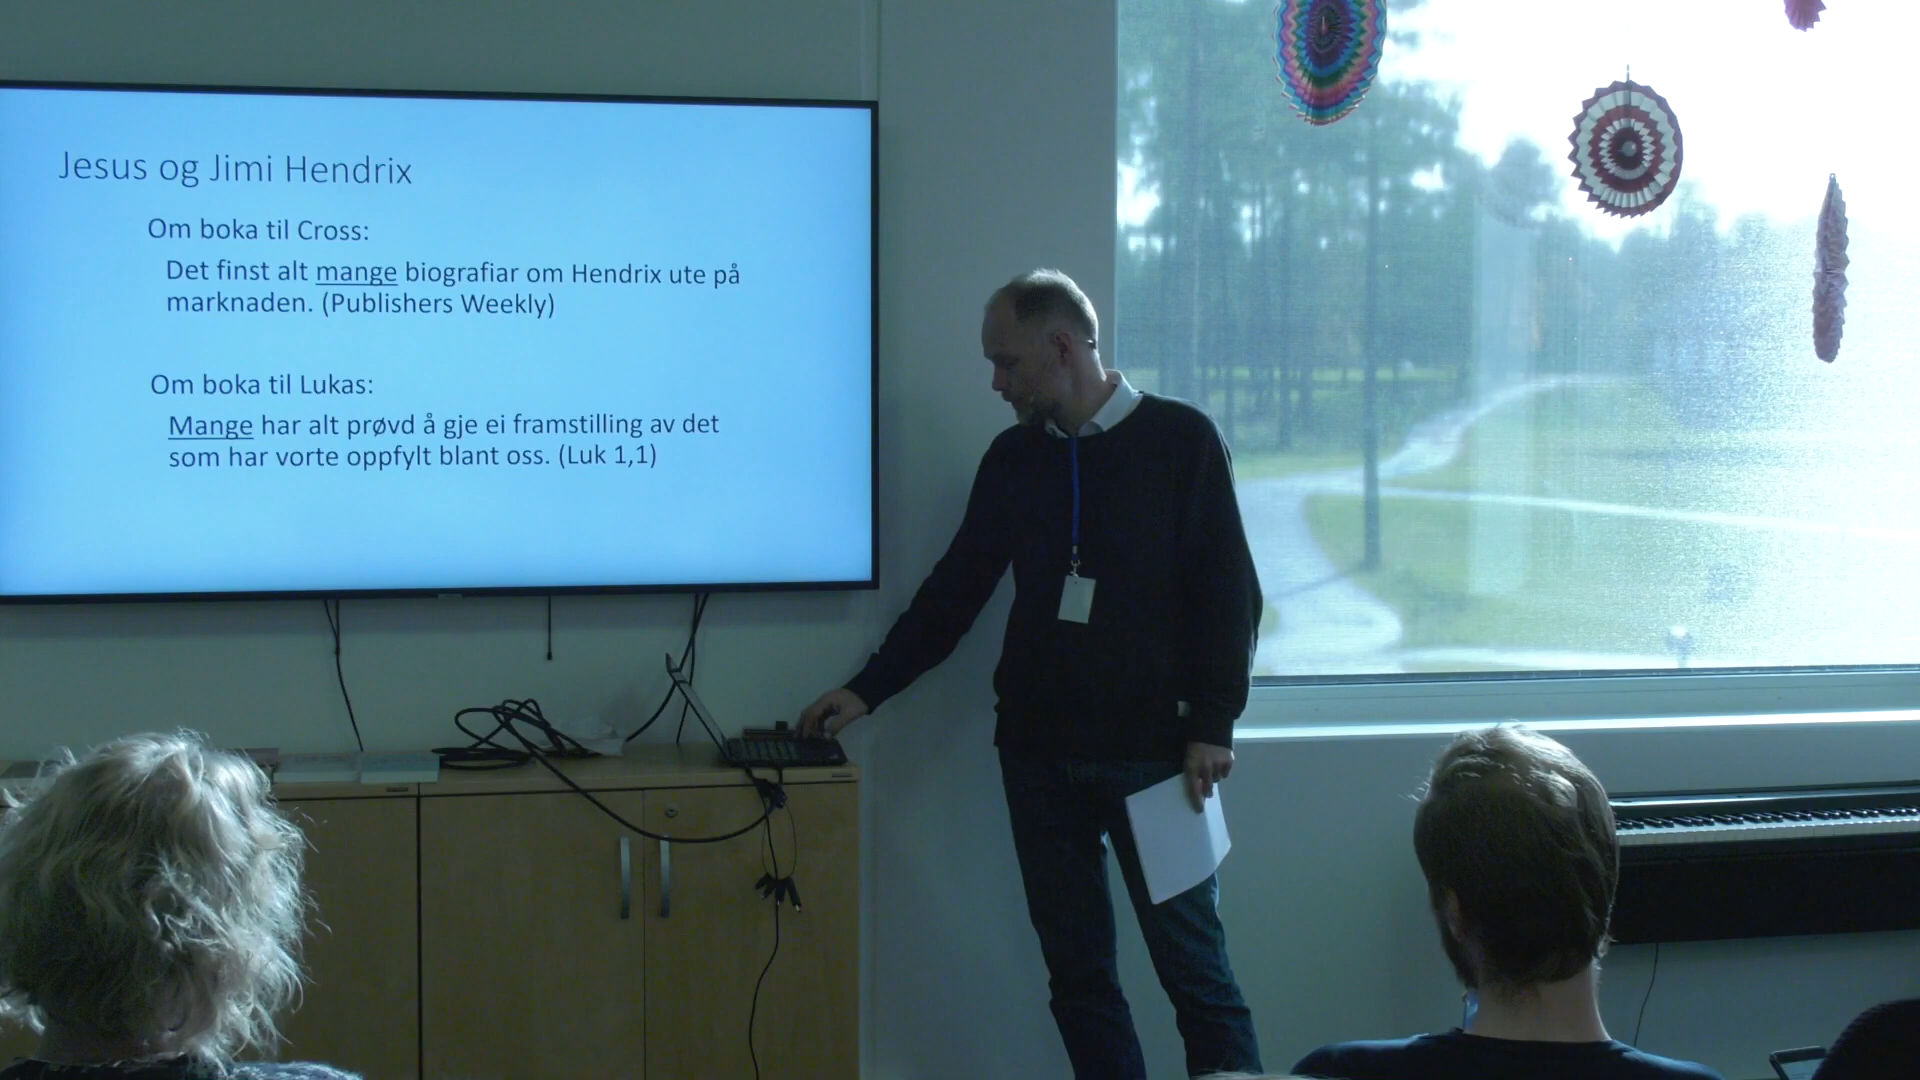 Jesus og Jimi Hendrix
Om boka til Cross:
Det finst alt mange biografiar om Hendrix ute på
marknaden. (Publishers Weekly)
Om boka til Lukas:
Mange har alt prøvd å gje ei framstilling av det
som har vorte oppfylt blant oss. (Luk 1,1)